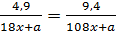 4,9/(18x+a) = 9,4/(108x+a)